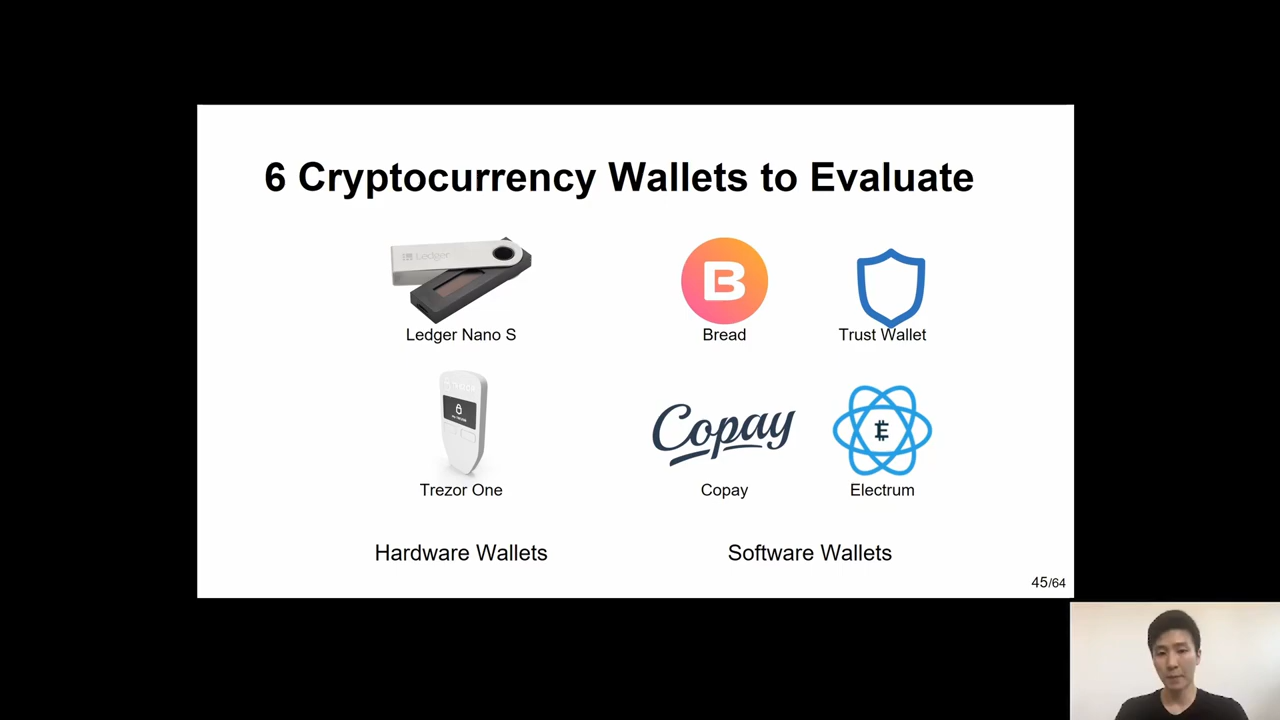 6 Cryptocurrency Wallets to Evaluate
Ledger
B
Ledger Nano S
Bread
Trust Wallet
Copay
Trezor One
Copay
Electrum
Hardware Wallets
Software Wallets
45/64